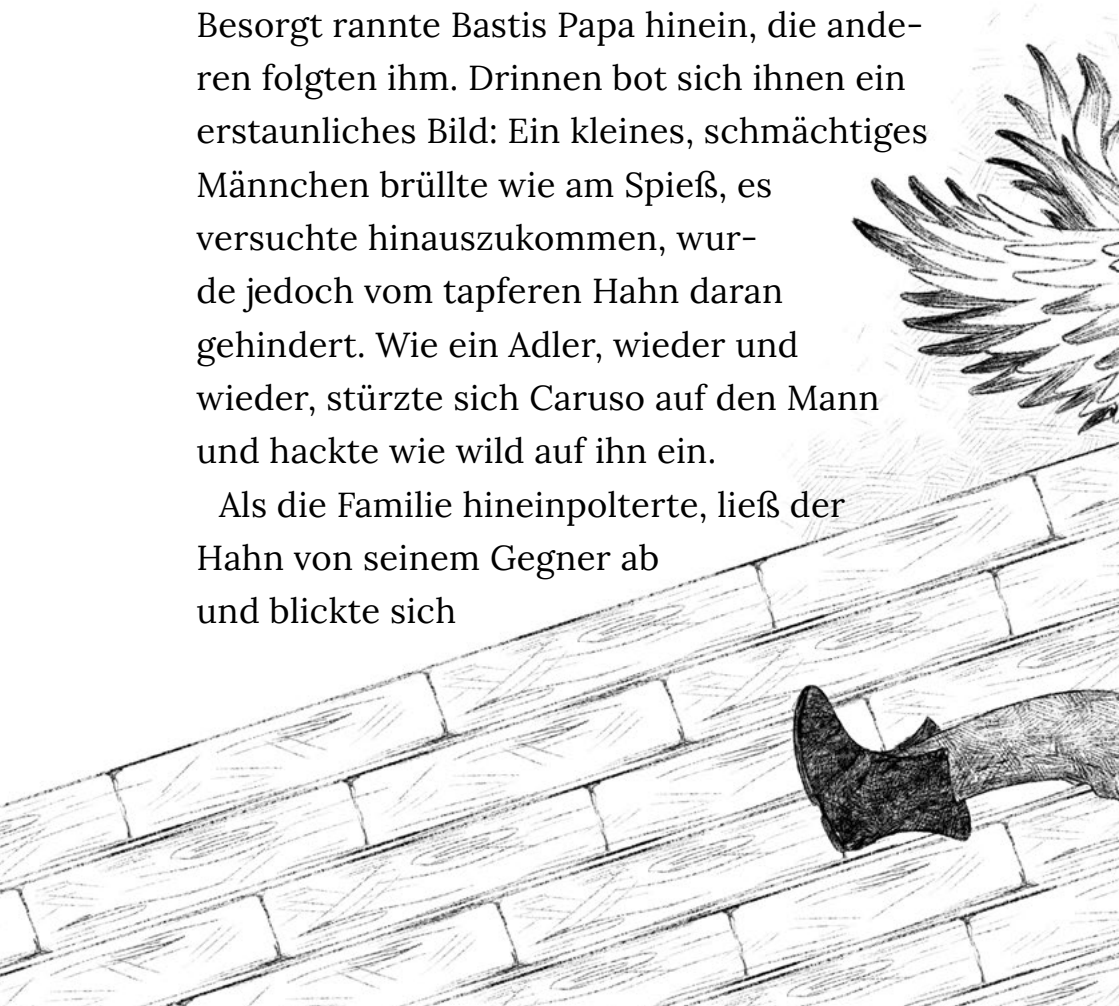 Besorgt rannte Bastis Papa hinein, die ande-
ren folgten ihm. Drinnen bot sich ihnen ein
erstaunliches Bild: Ein kleines, schmächtiges
Männchen brüllte wie am Spieß, es
versuchte hinauszukommen, wur-
de jedoch vom tapferen Hahn daran
gehindert. Wie ein Adler, wieder und
wieder, stürzte sich Caruso auf den Mann
und hackte wie wild auf ihn ein.
Als die Familie hineinpolterte, ließ der
Hahn von seinem Gegner ab
und blickte sich